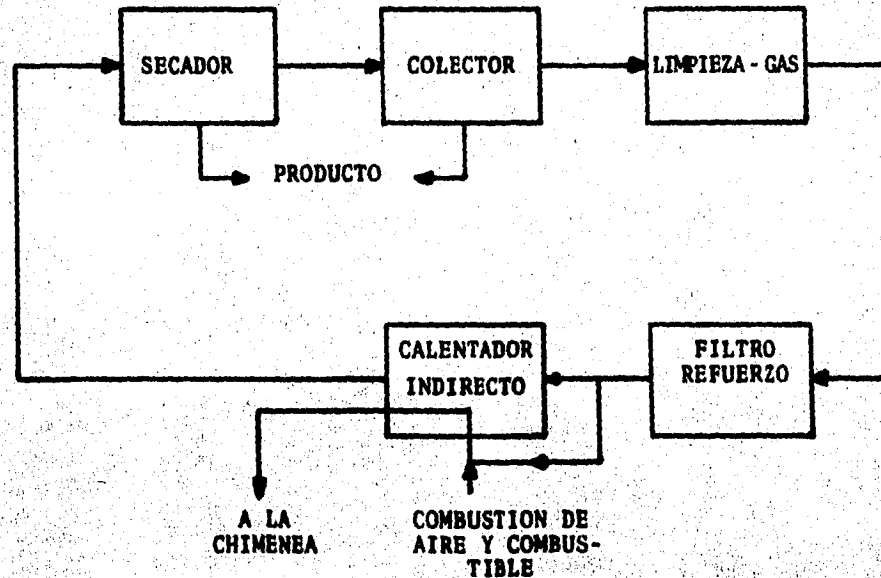 SECADOR
COLECTOR
LIMPIEZA - GAS
PRODUCTO
CALENTADOR
INDIRECTO
FILTRO
REFUERZO
A LA
CHIMENEA
COMBUSTION DE
AIRE Y COMBUS-
TIBLE